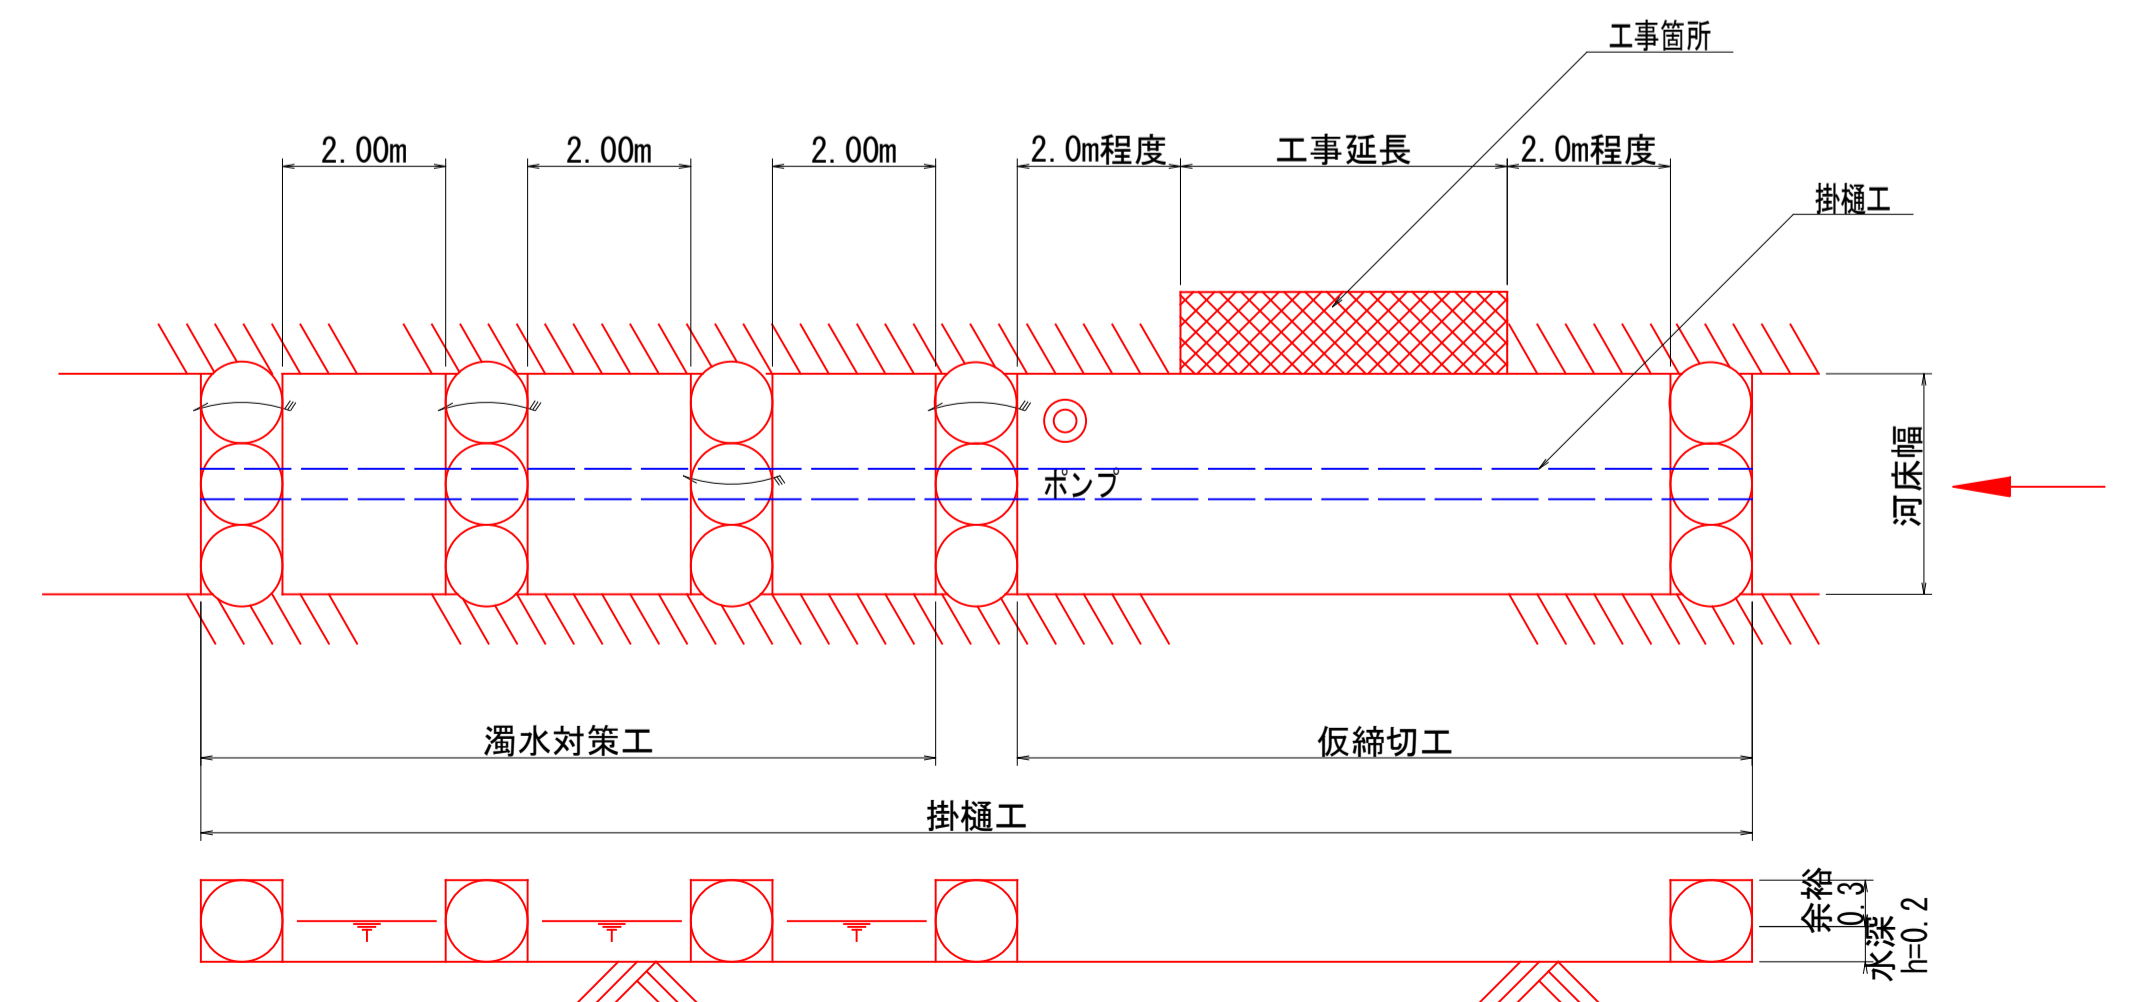 工事箇所
2.00m
2.00m
2.00m
2.0m程度
工事延長
2.0m程度
掛樋工
ポンプ
河床幅
濁水対策工
仮締切工
掛樋工
余裕
0.3
水深
h=0.2